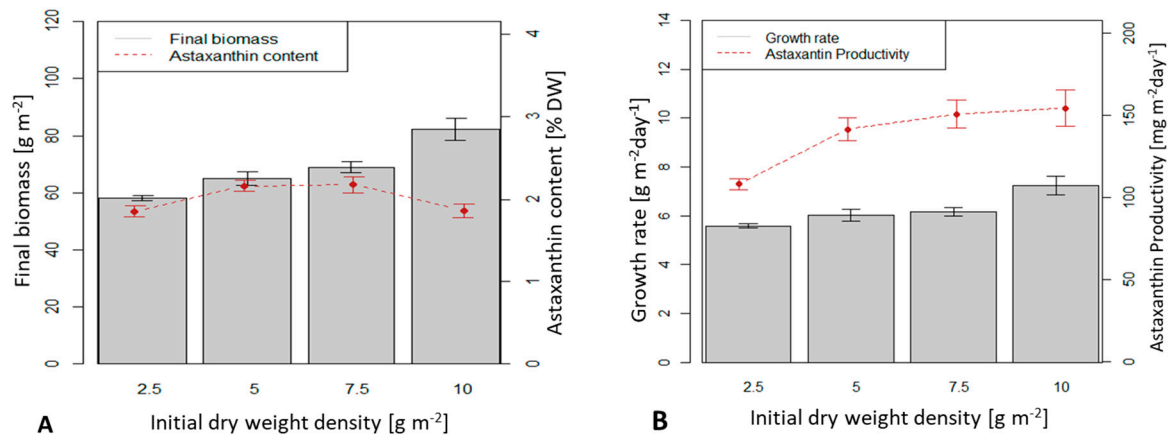 Final biomass
Astaxanthin content
Final biomass [g m-2]
0 20 40 60 80 100 120
Astaxanthin content [% DW]
0 1 2 3 4
2.5 5 7.5 10
Initial dry weight density [g m-2]
A
Growth rate
Astaxantin Productivity
Growth rate [g m-2day-1]
0 2 4 6 8 10 12 14
Astaxanthin Productivity [mg m-2day-1]
0 50 100 150 200
2.5 5 7.5 10
Initial dry weight density [g m-2]
B